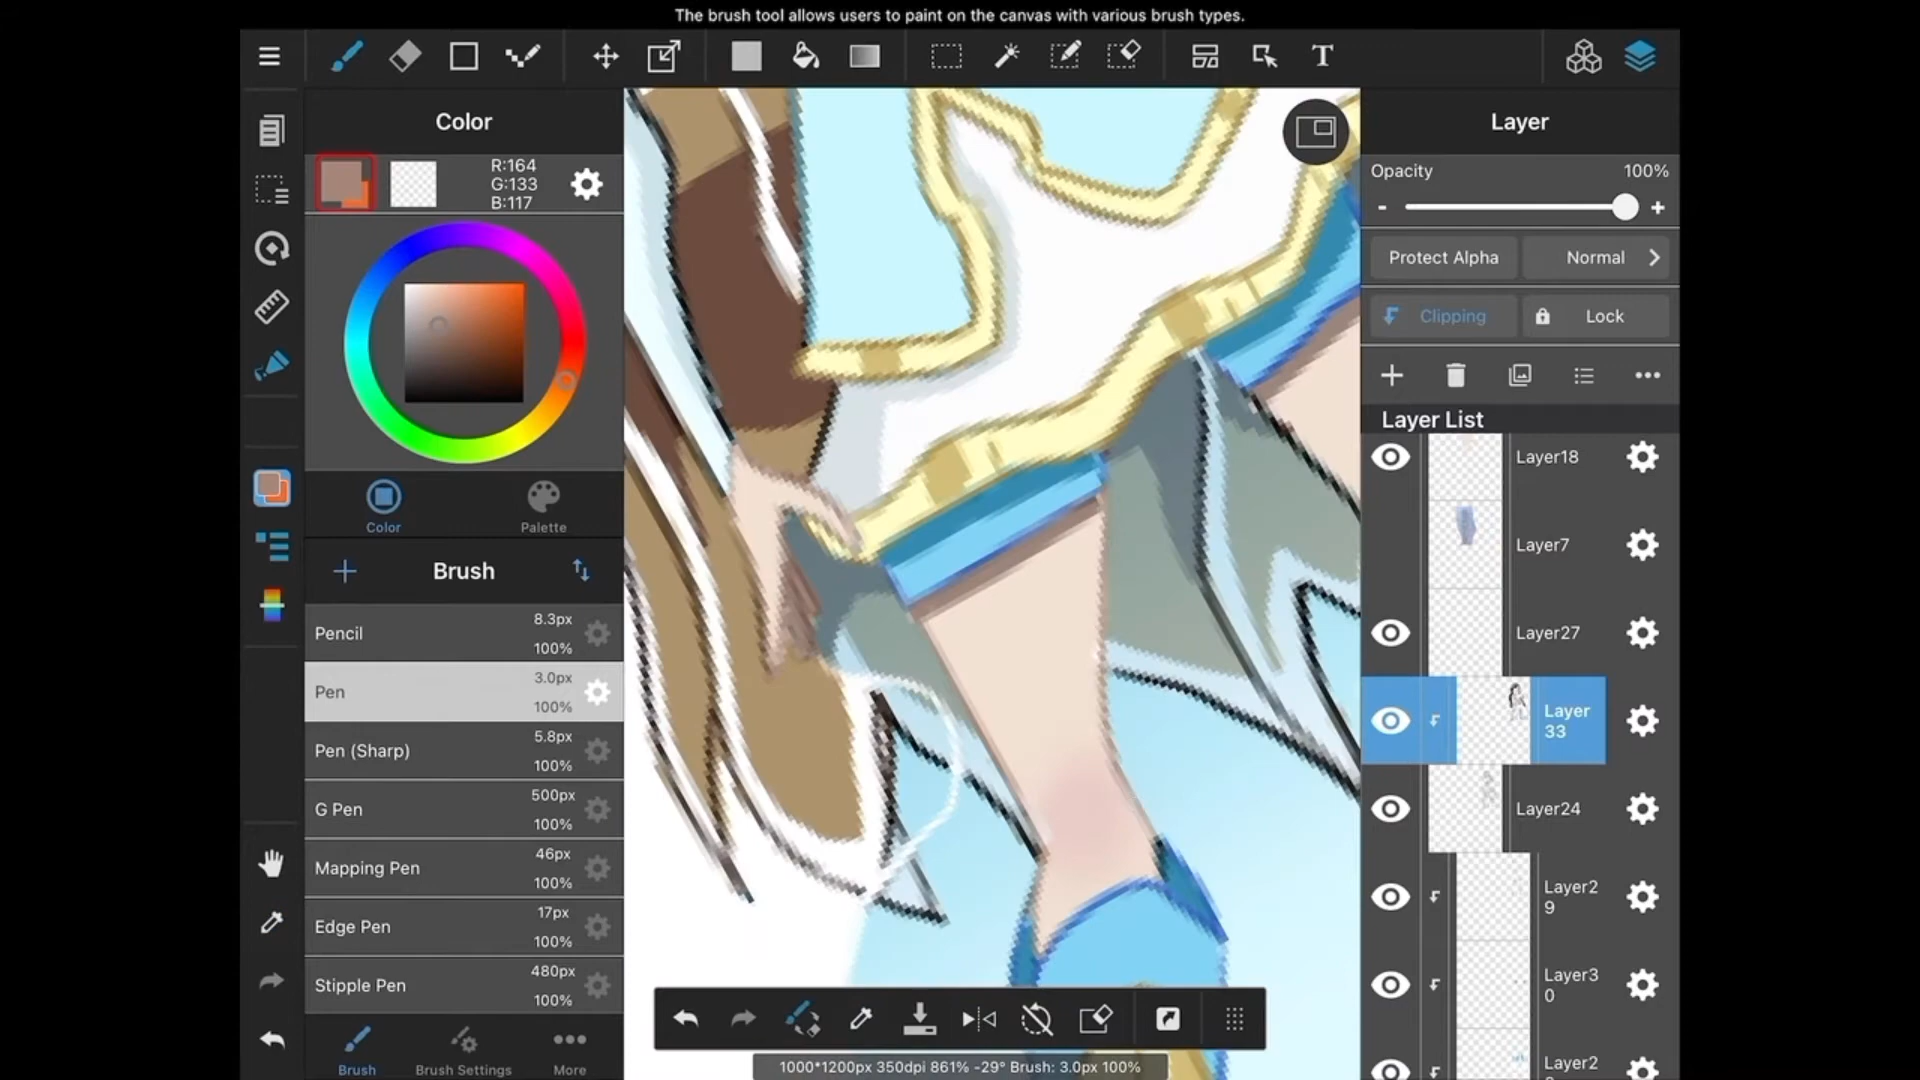 The brush tool allows users to paint on the canvas with various brush types.
T
Color
R:164
G:133
B:117
Color
Palette
Brush
Pencil
8.3px
100%
Pen
3.0px
100%
Pen (Sharp)
5.8px
100%
G Pen
500px
100%
Mapping Pen
46px
100%
Edge Pen
17px
100%
Stipple Pen
480px
100%
Brush
Brush Settings
More
1000*1200px 350dpi 861% -29° Brush: 3.0px 100%
Layer
Opacity
100%
Protect Alpha
Normal
Clipping
Lock
Layer List
Layer18
Layer7
Layer27
Layer
33
Layer24
Layer2
9
Layer3
0
Layer2